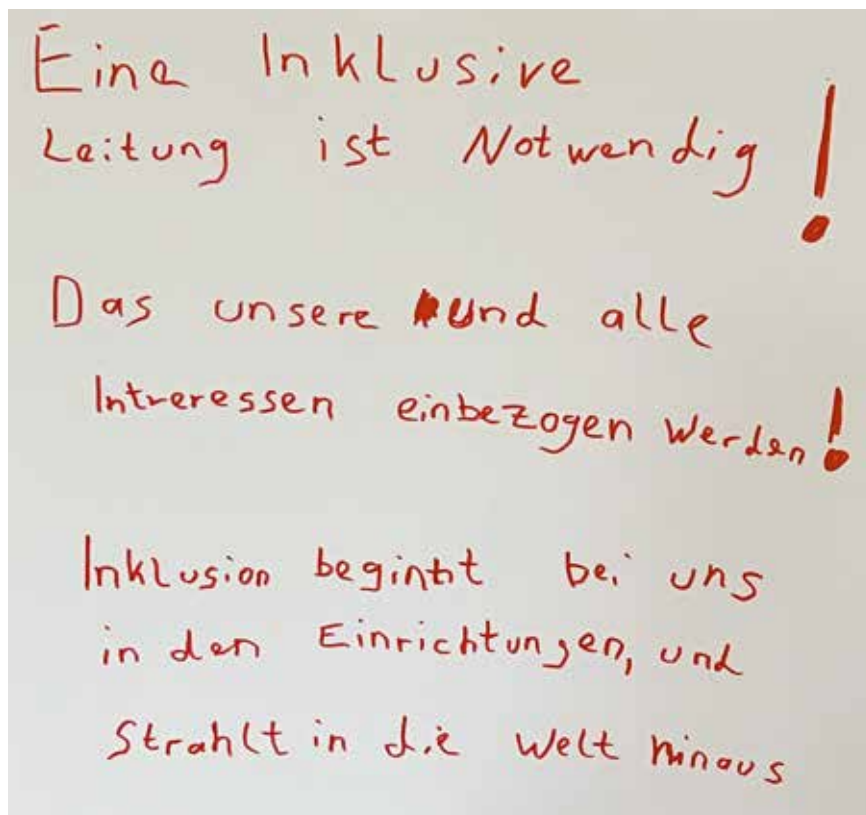 Eine Inklusive
Leitung ist Notwendig!
Das unsere und alle
Intreressen einbezogen werden!
Inklusion beginnt bei uns
in den Einrichtungen, und
Strahlt in die Welt hinaus